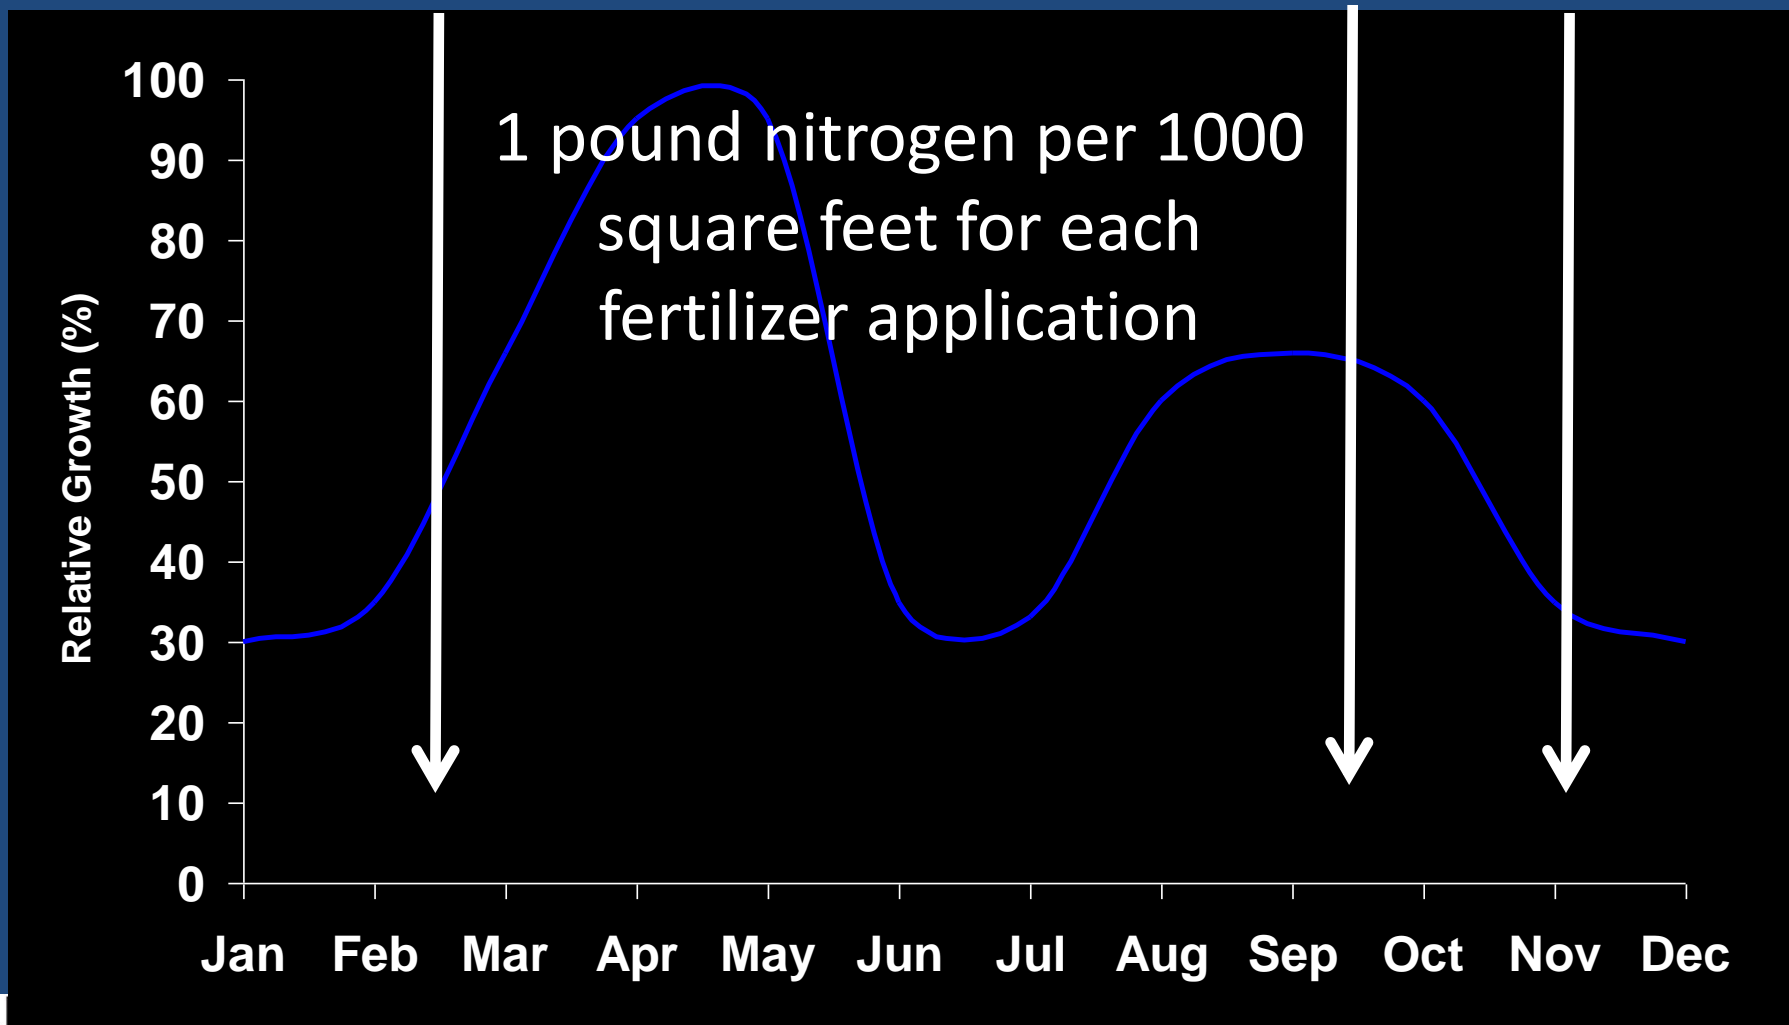 1 pound nitrogen per 1000
square feet for each
fertilizer application
Relative Growth (%)
100
90
80
70
60
50
40
30
20
10
0
Jan Feb Mar Apr May Jun Jul Aug Sep Oct Nov Dec